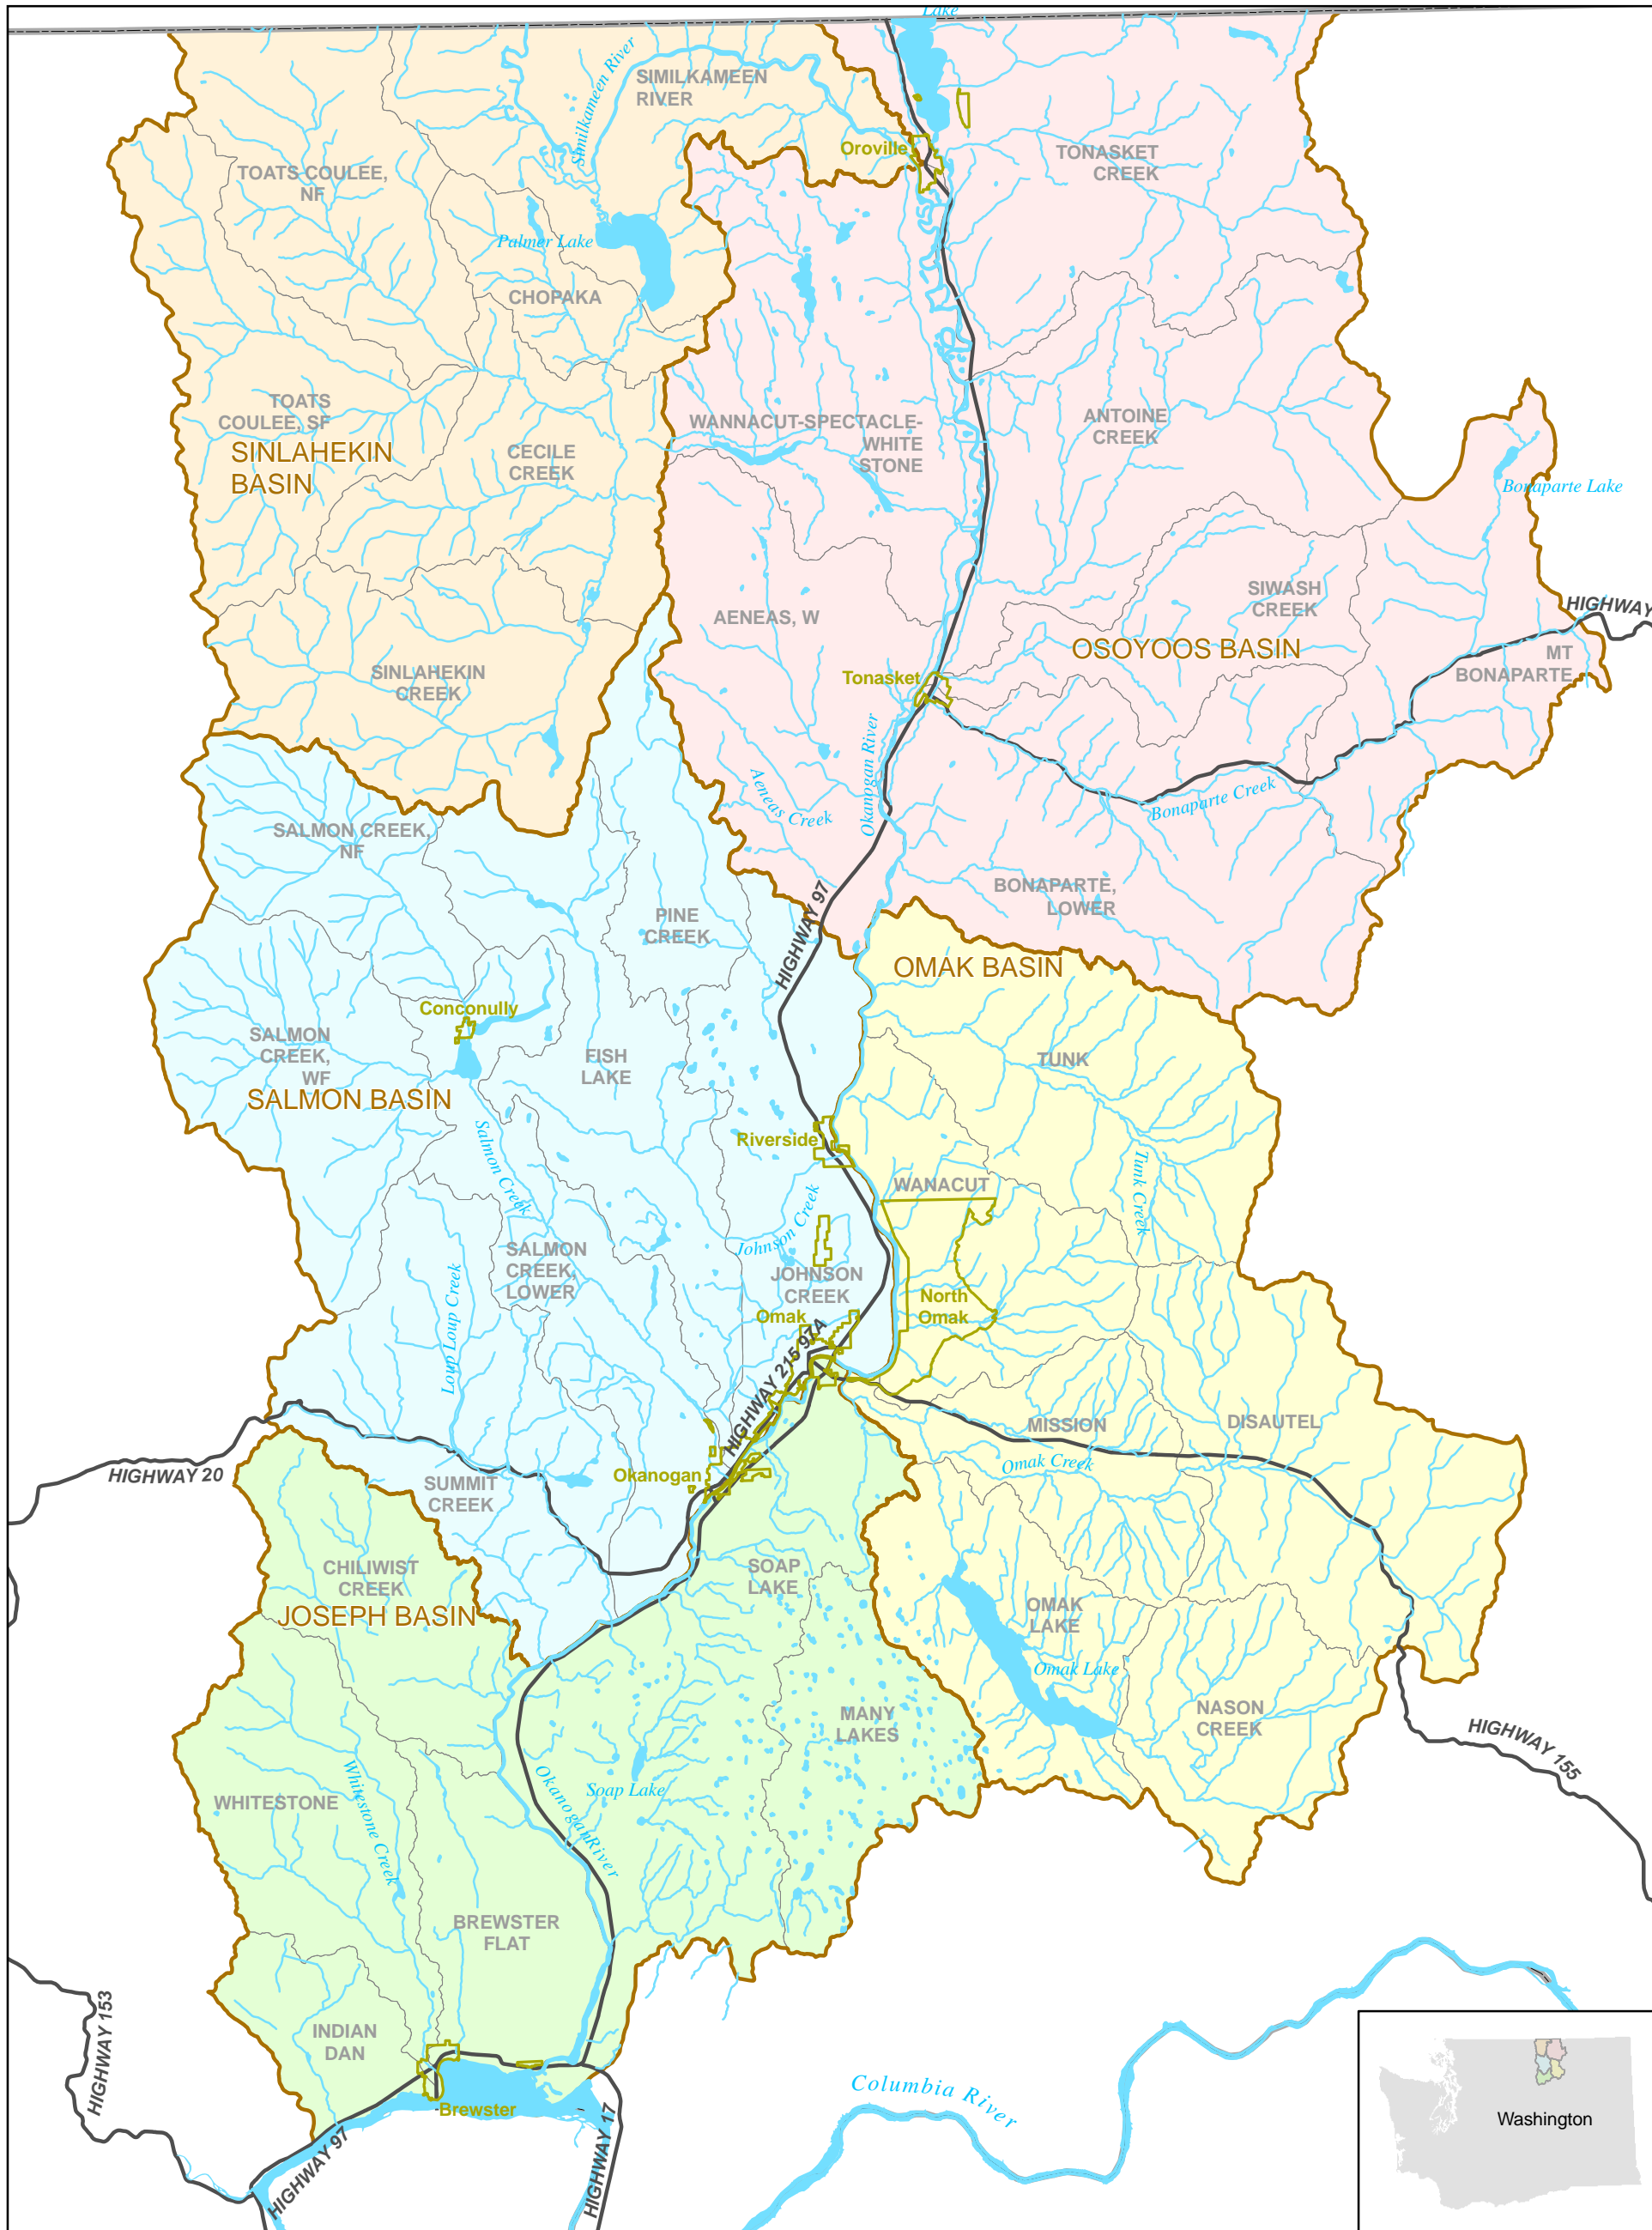 Lake
SIMILKAMEEN
RIVER
Similkameen River
Oroville
TONASKET
CREEK
TOATS COULEE,
NF
Palmer Lake
CHOPAKA
TOATS
COULEE, SF
SINLAHEKIN
BASIN
CECILE
CREEK
WANNACUT-SPECTACLE-
WHITE
STONE
ANTOINE
CREEK
Bonaparte Lake
SIWASH
CREEK
HIGHWAY
AENEAS, W
OSOYOOS BASIN
MT
BONAPARTE
SINLAHEKIN
CREEK
Tonasket
Okanogan River
Aeneas Creek
Bonaparte Creek
SALMON CREEK,
NF
BONAPARTE,
LOWER
PINE
CREEK
HIGHWAY 97
OMAK BASIN
Conconully
SALMON
CREEK,
WF
FISH
LAKE
TUNK
SALMON BASIN
Salmon Creek
Riverside
WANACUT
Tunk Creek
Johnson Creek
SALMON
CREEK,
LOWER
JOHNSON
CREEK
Loup Loup Creek
North
Omak
Omak
HIGHWAY 215 97A
MISSION
DISAUTEL
Omak Creek
HIGHWAY 20
SUMMIT
CREEK
Okanogan
CHILIWIST
CREEK
SOAP
LAKE
JOSEPH BASIN
OMAK
LAKE
Omak Lake
MANY
LAKES
NASON
CREEK
HIGHWAY 155
WHITESTONE
Whitestone Creek
Okanogan River
Soap Lake
BREWSTER
FLAT
INDIAN
DAN
HIGHWAY 153
Brewster
Columbia River
HIGHWAY 97
HIGHWAY 17
Washington